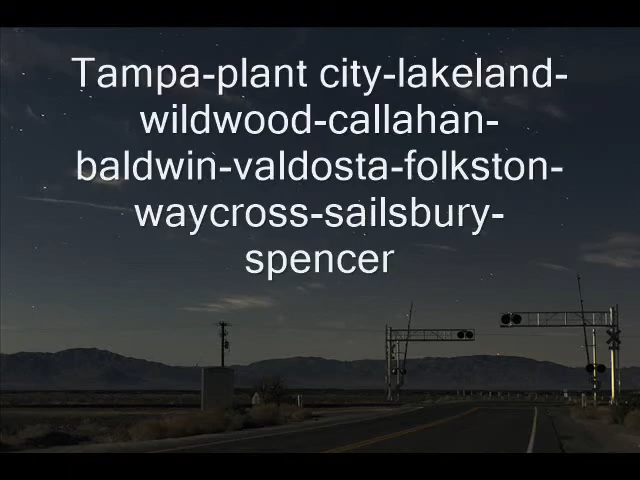 Tampa-plant city-lakeland-
wildwood-callahan-
baldwin-valdosta-folkston-
waycross-sailsbury-
spencer